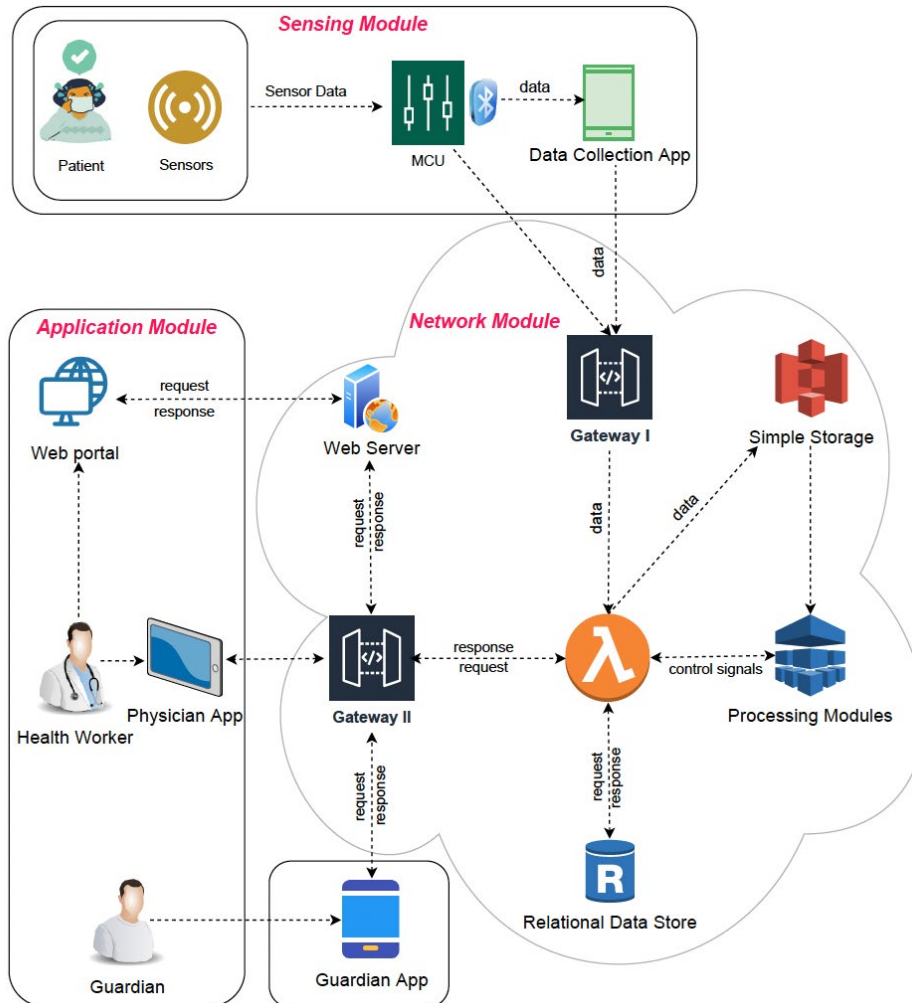 Sensing Module
Patient
Sensors
Sensor Data
MCU
data
Data Collection App
data
Application Module
Network Module
Web portal
request
response
Web Server
</>
Gateway I
Simple Storage
request
response
data
data
Health Worker
Physician App
</>
Gateway II
response
request
λ
control signals
Processing Modules
request
response
request
response
R
Relational Data Store
Guardian
Guardian App